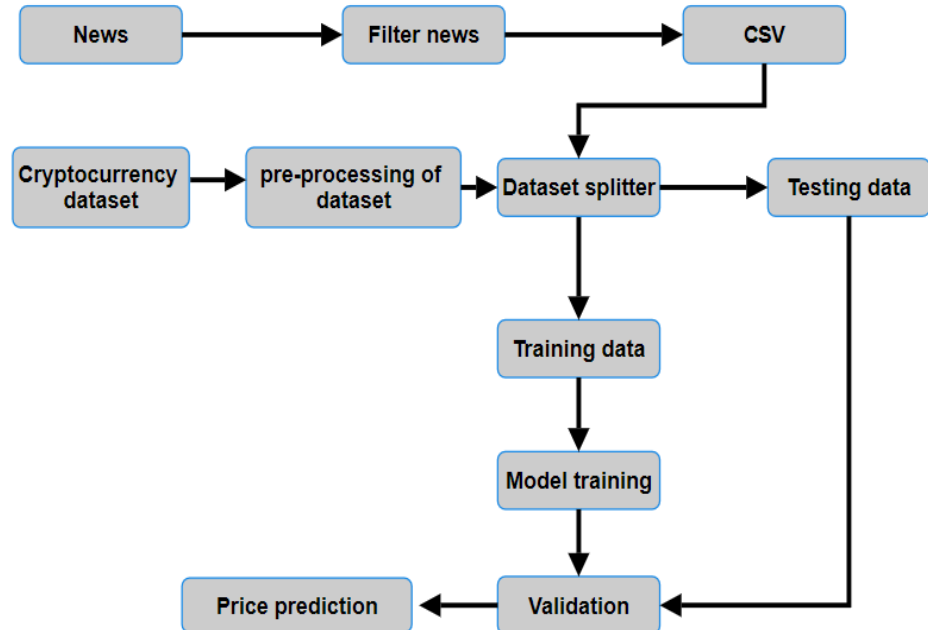 News
Filter news
CSV
Cryptocurrency
dataset
pre-processing of
dataset
Dataset splitter
Testing data
Training data
Model training
Price prediction
Validation